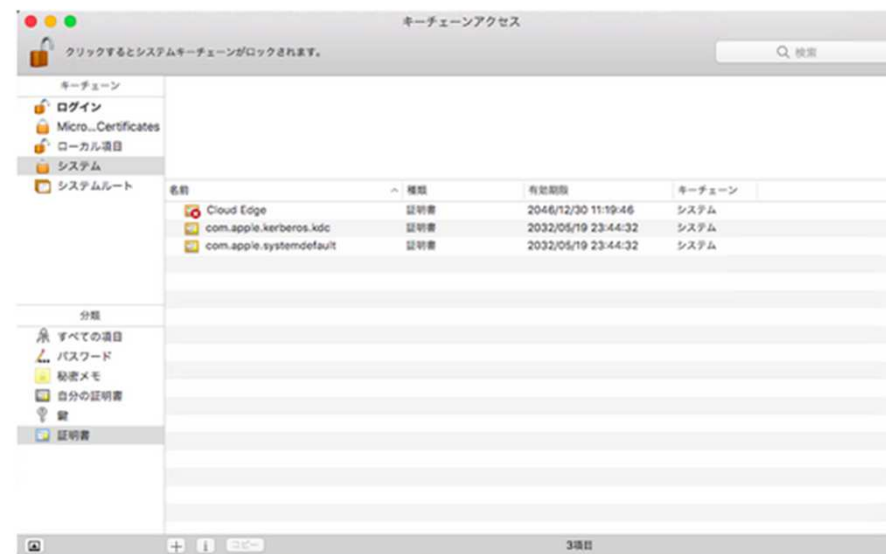 キーチェーンアクセス
クリックするとシステムキーチェーンがロックされます。
検索
キーチェーン
ログイン
Micro...Certificates
ローカル項目
システム
システムルート
名前 種類 有効期限 キーチェーン
Cloud Edge 証明書 2046/12/30 11:19:46 システム
com.apple.kerberos.kdc 証明書 2032/05/19 23:44:32 システム
com.apple.systemdefault 証明書 2032/05/19 23:44:32 システム
分類
すべての項目
パスワード
秘密メモ
自分の証明書
鍵
証明書
コピー
3項目